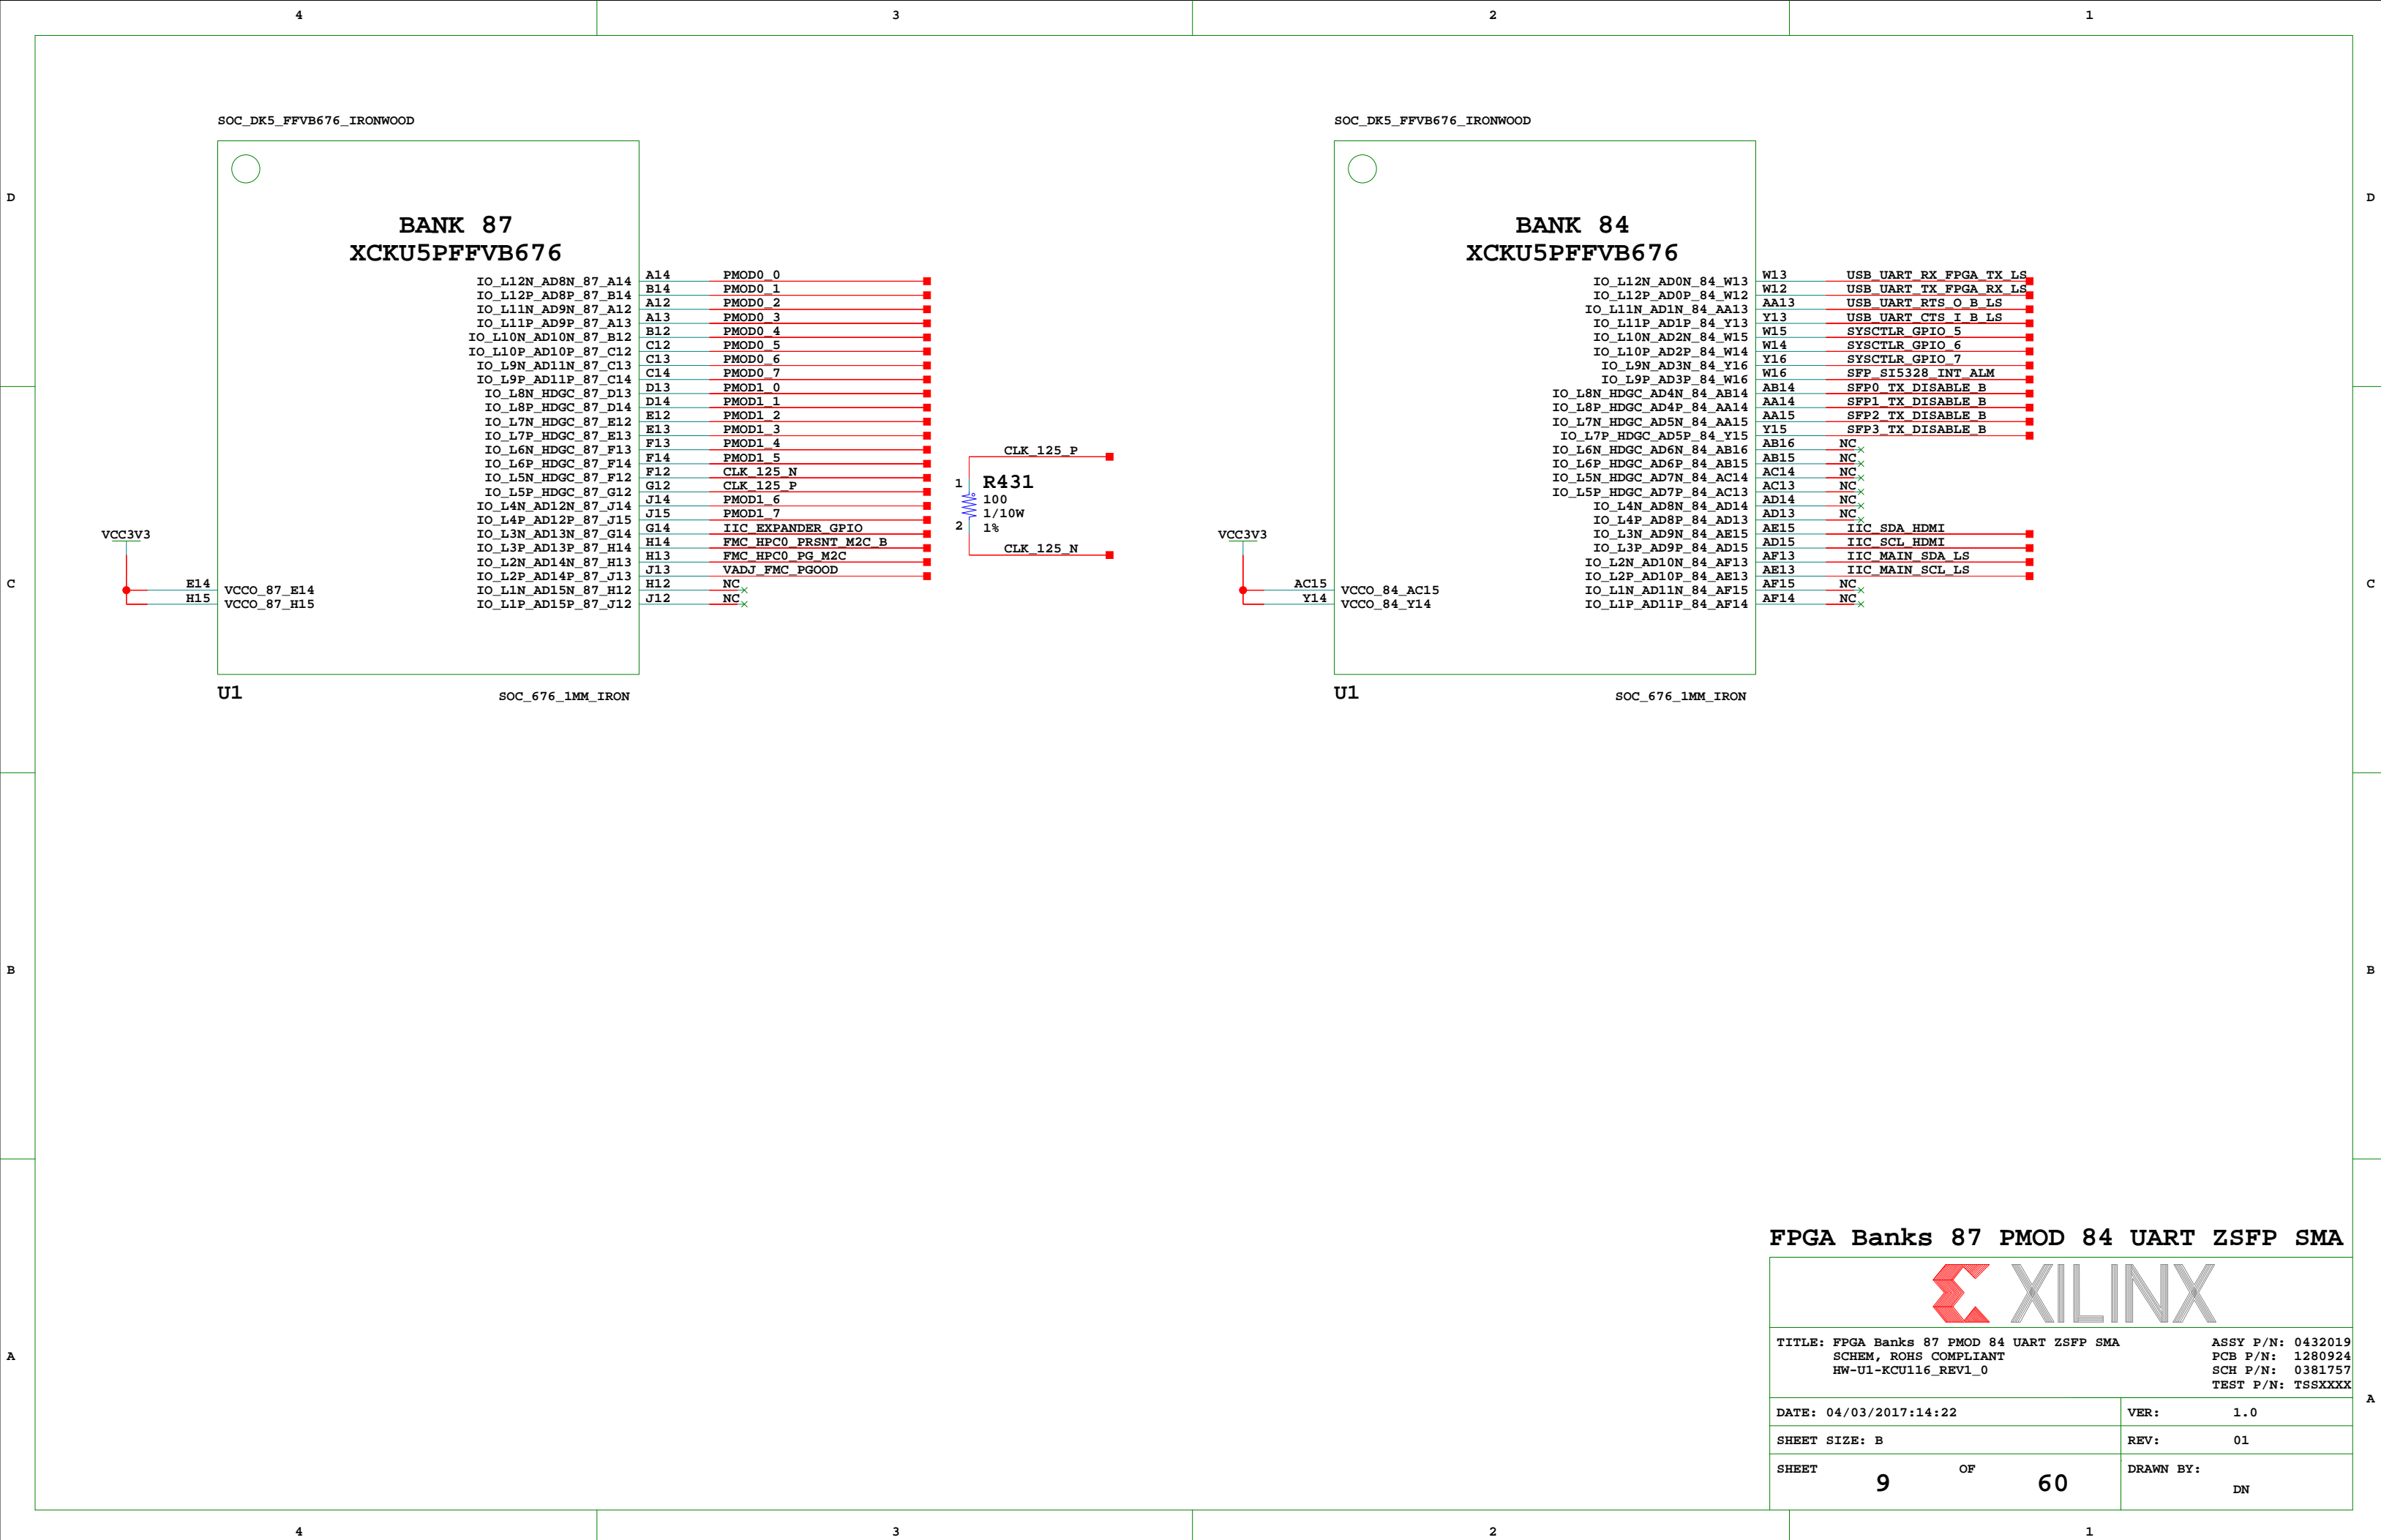 4 3 2 1
SOC_DK5_FFVB676_IRONWOOD
D
BANK 87
XCKU5PFFVB676
IO_L12N_AD8N_87_A14 A14 PMOD0_0
IO_L12P_AD8P_87_B14 B14 PMOD0_1
IO_L11N_AD9N_87_A12 A12 PMOD0_2
IO_L11P_AD9P_87_A13 A13 PMOD0_3
IO_L10N_AD10N_87_B12 B12 PMOD0_4
IO_L10P_AD10P_87_C12 C12 PMOD0_5
IO_L9N_AD11N_87_C13 C13 PMOD0_6
IO_L9P_AD11P_87_C14 C14 PMOD0_7
IO_L8N_HDGC_87_D13 D13 PMOD1_0
IO_L8P_HDGC_87_D14 D14 PMOD1_1
IO_L7N_HDGC_87_E12 E12 PMOD1_2
IO_L7P_HDGC_87_E13 E13 PMOD1_3
IO_L6N_HDGC_87_F13 F13 PMOD1_4
IO_L6P_HDGC_87_F14 F14 PMOD1_5
IO_L5N_HDGC_87_F12 F12 CLK_125_N
IO_L5P_HDGC_87_G12 G12 CLK_125_P
IO_L4N_AD12N_87_J14 J14 PMOD1_6
IO_L4P_AD12P_87_J15 J15 PMOD1_7
IO_L3N_AD13N_87_G14 G14 IIC_EXPANDER_GPIO
IO_L3P_AD13P_87_H14 H14 FMC_HPC0_PRSNT_M2C_B
IO_L2N_AD14N_87_H13 H13 FMC_HPC0_PG_M2C
IO_L2P_AD14P_87_J13 J13 VADJ_FMC_PGOOD
IO_L1N_AD15N_87_H12 H12 NC
IO_L1P_AD15P_87_J12 J12 NC
VCC3V3
E14 VCCO_87_E14
H15 VCCO_87_H15
C
U1
SOC_676_1MM_IRON
CLK_125_P
1 R431
100
1/10W
2 1%
CLK_125_N
SOC_DK5_FFVB676_IRONWOOD
D
BANK 84
XCKU5PFFVB676
IO_L12N_AD0N_84_W13 W13 USB_UART_RX_FPGA_TX_LS
IO_L12P_AD0P_84_W12 W12 USB_UART_TX_FPGA_RX_LS
IO_L11N_AD1N_84_AA13 AA13 USB_UART_RTS_O_B_LS
IO_L11P_AD1P_84_Y13 Y13 USB_UART_CTS_I_B_LS
IO_L10N_AD2N_84_W15 W15 SYSCTLR_GPIO_5
IO_L10P_AD2P_84_W14 W14 SYSCTLR_GPIO_6
IO_L9N_AD3N_84_Y16 Y16 SYSCTLR_GPIO_7
IO_L9P_AD3P_84_W16 W16 SFP_SI5328_INT_ALM
IO_L8N_HDGC_AD4N_84_AB14 AB14 SFP0_TX_DISABLE_B
IO_L8P_HDGC_AD4P_84_AA14 AA14 SFP1_TX_DISABLE_B
IO_L7N_HDGC_AD5N_84_AA15 AA15 SFP2_TX_DISABLE_B
IO_L7P_HDGC_AD5P_84_Y15 Y15 SFP3_TX_DISABLE_B
IO_L6N_HDGC_AD6N_84_AB16 AB16 NC
IO_L6P_HDGC_AD6P_84_AB15 AB15 NC
IO_L5N_HDGC_AD7N_84_AC14 AC14 NC
IO_L5P_HDGC_AD7P_84_AC13 AC13 NC
IO_L4N_AD8N_84_AD14 AD14 NC
IO_L4P_AD8P_84_AD13 AD13 NC
IO_L3N_AD9N_84_AE15 AE15 IIC_SDA_HDMI
IO_L3P_AD9P_84_AD15 AD15 IIC_SCL_HDMI
IO_L2N_AD10N_84_AF13 AF13 IIC_MAIN_SDA_LS
IO_L2P_AD10P_84_AE13 AE13 IIC_MAIN_SCL_LS
IO_L1N_AD11N_84_AF15 AF15 NC
IO_L1P_AD11P_84_AF14 AF14 NC
VCC3V3
AC15 VCCO_84_AC15
Y14 VCCO_84_Y14
C
U1
SOC_676_1MM_IRON
B B
FPGA Banks 87 PMOD 84 UART ZSFP SMA
XILINX
A
TITLE: FPGA Banks 87 PMOD 84 UART ZSFP SMA
SCHEM, ROHS COMPLIANT
HW-U1-KCU116_REV1_0
ASSY P/N: 0432019
PCB P/N: 1280924
SCH P/N: 0381757
TEST P/N: TSSXXXX
A
DATE: 04/03/2017:14:22 VER: 1.0
SHEET SIZE: B REV: 01
SHEET 9 OF 60 DRAWN BY: DN
4 3 2 1